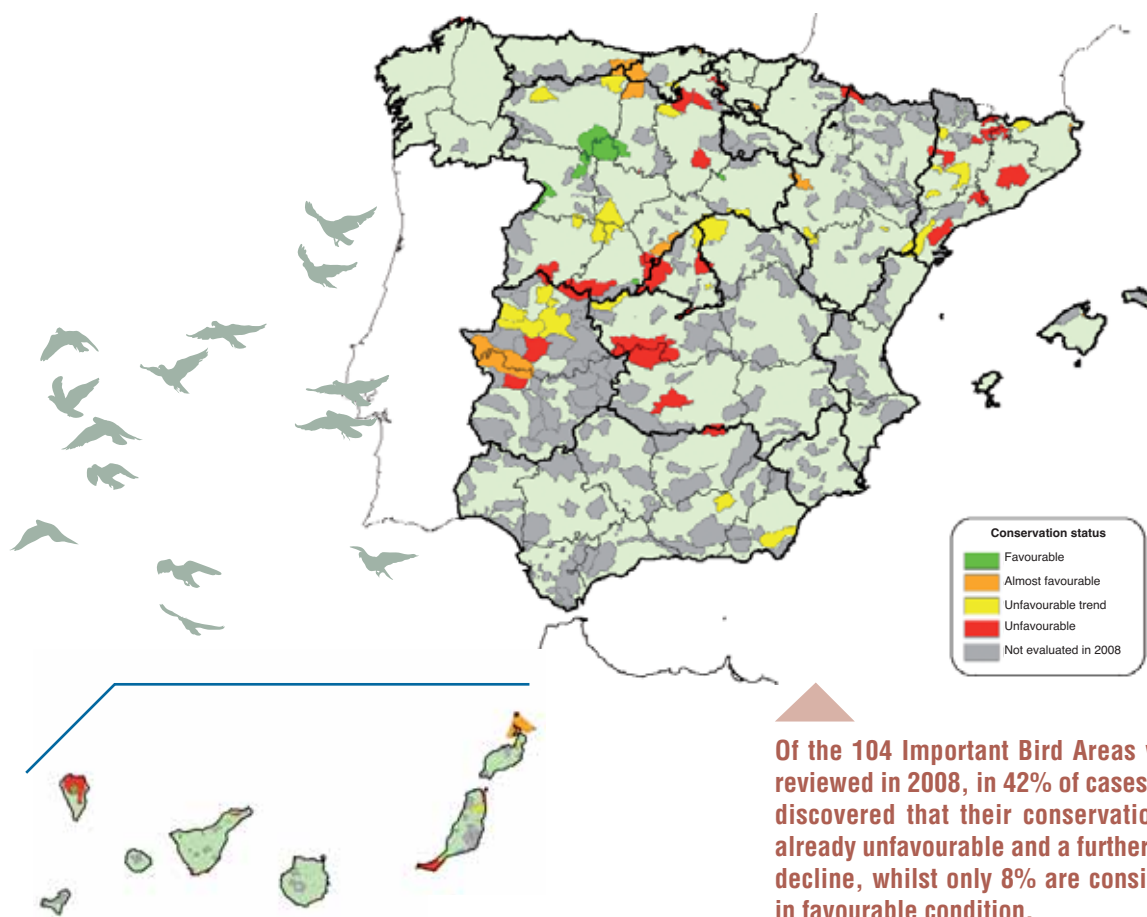 Conservation status
Favourable
Almost favourable
Unfavourable trend
Unfavourable
Not evaluated in 2008
Of the 104 Important Bird Areas
reviewed in 2008, in 42% of cases
discovered that their conservation
already unfavourable and a further
decline, whilst only 8% are
in favourable condition.